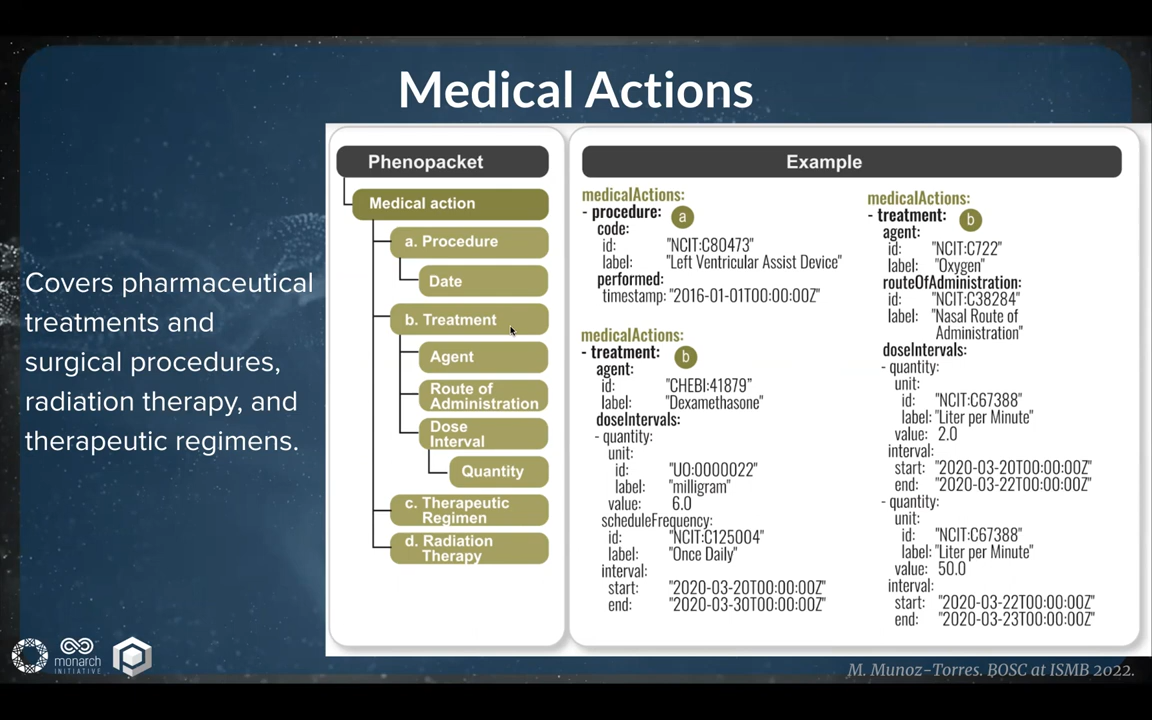 Medical Actions
Covers pharmaceutical
treatments and
surgical procedures,
radiation therapy, and
therapeutic regimens.
Phenopacket
Medical action
a. Procedure
Date
b. Treatment
Agent
Route of
Administration
Dose
Interval
Quantity
c. Therapeutic
Regimen
d. Radiation
Therapy
Example
medicalActions:
- procedure: a
code:
id: "NCIT:C80473"
label: "Left Ventricular Assist Device"
performed:
timestamp: "2016-01-01T00:00:00Z"
medicalActions:
- treatment: b
agent:
id: "CHEBI:41879"
label: "Dexamethasone"
doseIntervals:
- quantity:
unit:
id: "UO:0000022"
label: "milligram"
value: 6.0
scheduleFrequency:
id: "NCIT:C125004"
label: "Once Daily"
interval:
start: "2020-03-20T00:00:00Z"
end: "2020-03-30T00:00:00Z"
medicalActions:
- treatment: b
agent:
id: "NCIT:C722"
label: "Oxygen"
routeOfAdministration:
id: "NCIT:C38284"
label: "Nasal Route of
Administration"
doseIntervals:
- quantity:
unit:
id: "NCIT:C67388"
label: "Liter per Minute"
value: 2.0
interval:
start: "2020-03-20T00:00:00Z"
end: "2020-03-22T00:00:00Z"
- quantity:
unit:
id: "NCIT:C67388"
label: "Liter per Minute"
value: 50.0
interval:
start: "2020-03-22T00:00:00Z"
end: "2020-03-23T00:00:00Z"
monarch
INITIATIVE
M. Munoz-Torres. BOSC at ISMB 2022.